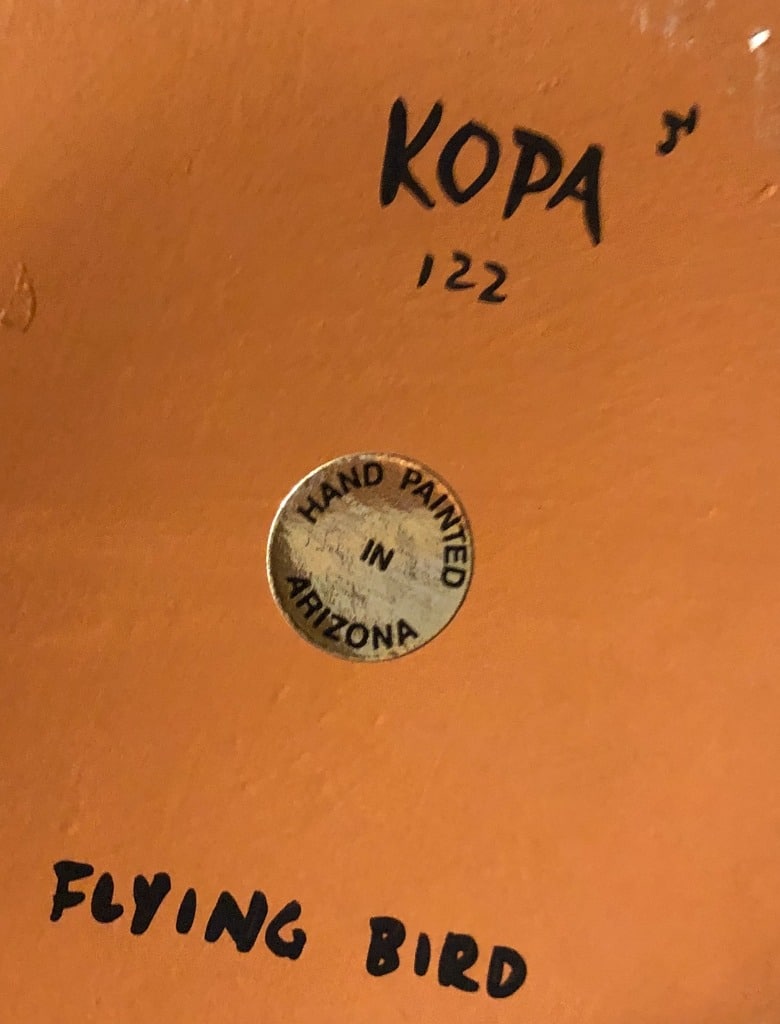 KOPA
122
HAND PAINTED
IN
ARIZONA
FLYING BIRD